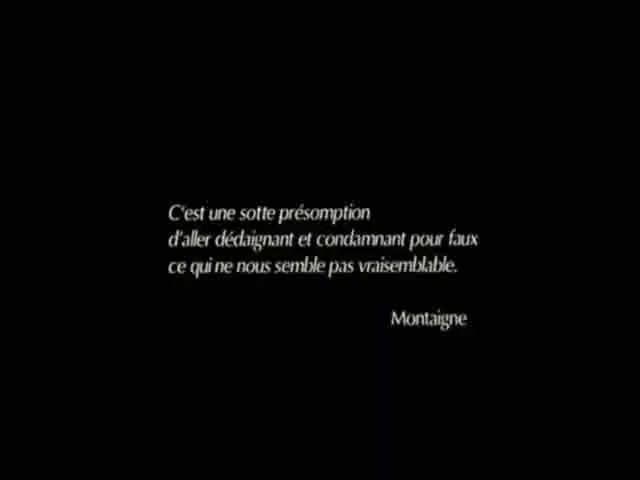 C'est une sotte présomption
d'aller dédaignant et condamnant pour faux
ce qui ne nous semble pas vraisemblable.
Montaigne